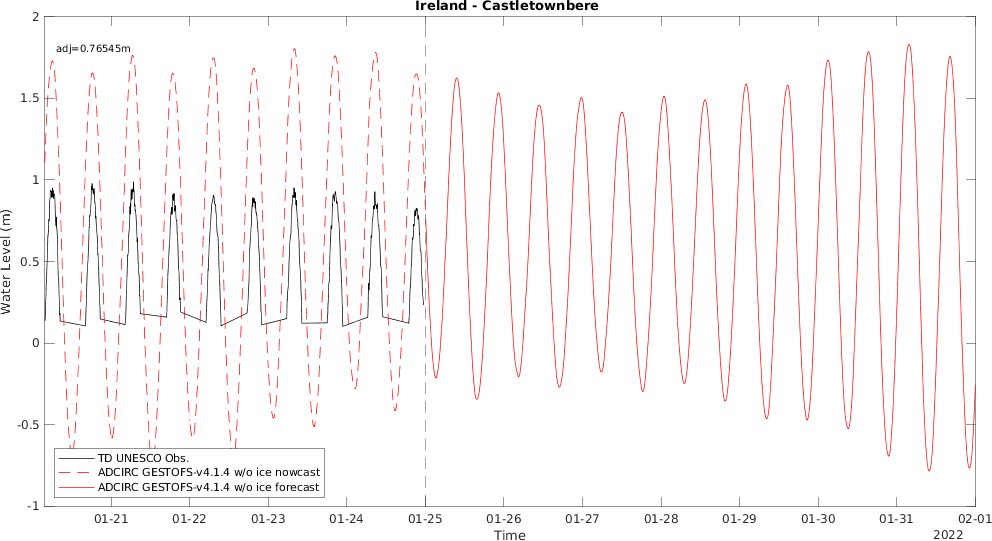 Ireland - Castletownbere
adj=0.76545m
2
1.5
1
0.5
0
-0.5
-1
Water Level (m)
TD UNESCO Obs.
ADCIRC GESTOFS-v4.1.4 w/o ice nowcast
ADCIRC GESTOFS-v4.1.4 w/o ice forecast
01-21 01-22 01-23 01-24 01-25 01-26 01-27 01-28 01-29 01-30 01-31 02-01
Time
2022